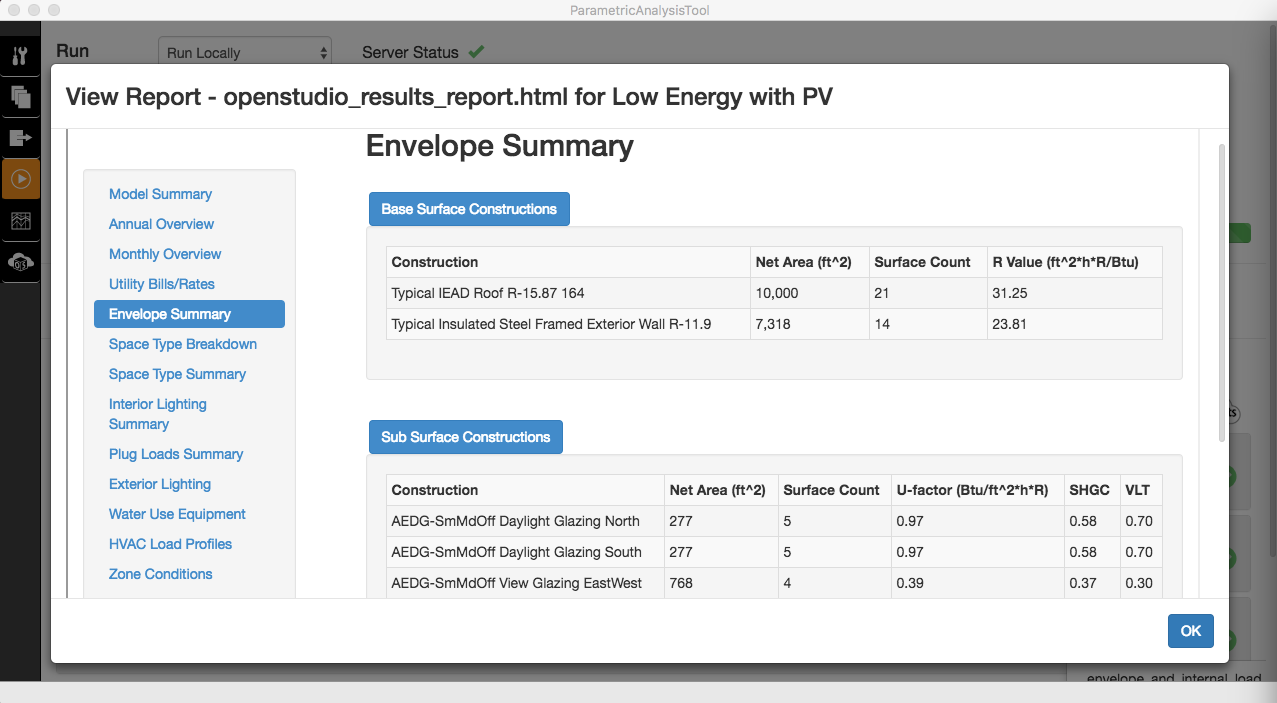 ParametricAnalysisTool
Run
Run Locally
Server Status
View Report - openstudio_results_report.html for Low Energy with PV
Model Summary
Annual Overview
Monthly Overview
Utility Bills/Rates
Envelope Summary
Space Type Breakdown
Space Type Summary
Interior Lighting
Summary
Plug Loads Summary
Exterior Lighting
Water Use Equipment
HVAC Load Profiles
Zone Conditions
Envelope Summary
Base Surface Constructions
Construction Net Area (ft^2) Surface Count R Value (ft^2*h*R/Btu)
Typical IEAD Roof R-15.87 164 10,000 21 31.25
Typical Insulated Steel Framed Exterior Wall R-11.9 7,318 14 23.81
Sub Surface Constructions
Construction Net Area (ft^2) Surface Count U-factor (Btu/ft^2*h*R) SHGC VLT
AEDG-SmMdOff Daylight Glazing North 277 5 0.97 0.58 0.70
AEDG-SmMdOff Daylight Glazing South 277 5 0.97 0.58 0.70
AEDG-SmMdOff View Glazing EastWest 768 4 0.39 0.37 0.30
OK
envelope and internal load